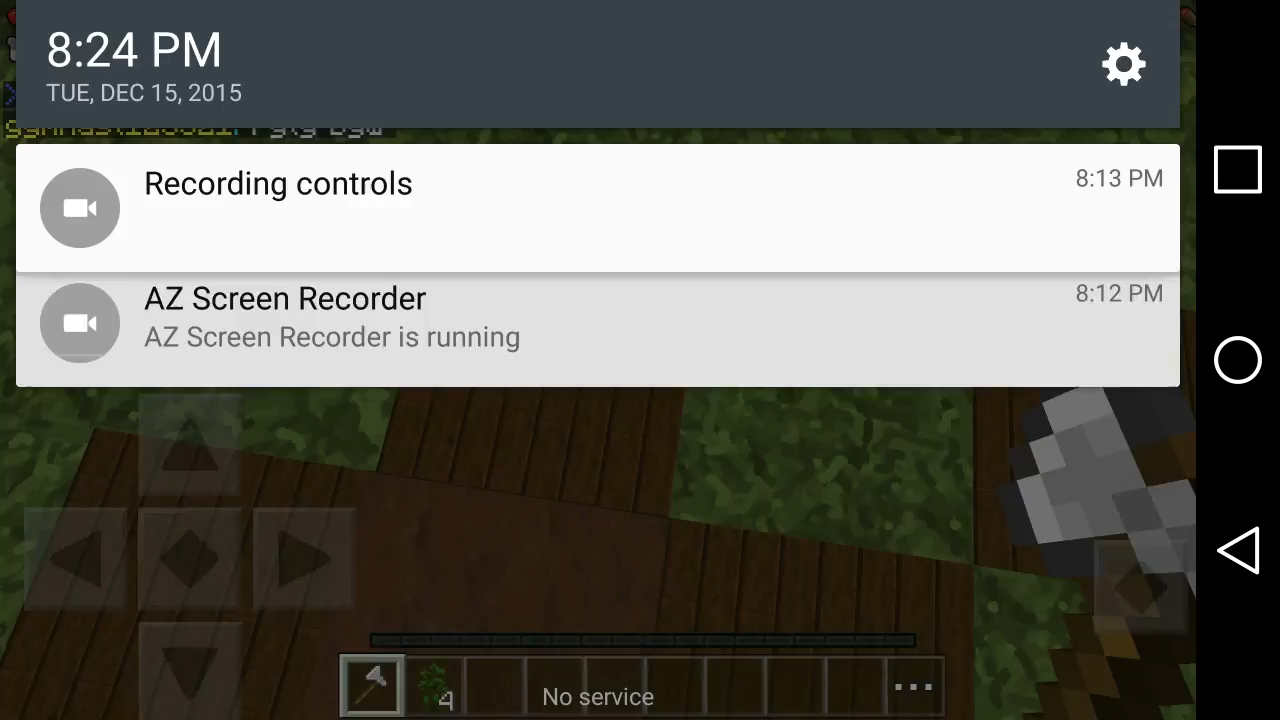 8:24 PM
TUE, DEC 15, 2015
Recording controls
8:13 PM
AZ Screen Recorder
8:12 PM
AZ Screen Recorder is running
4
No service